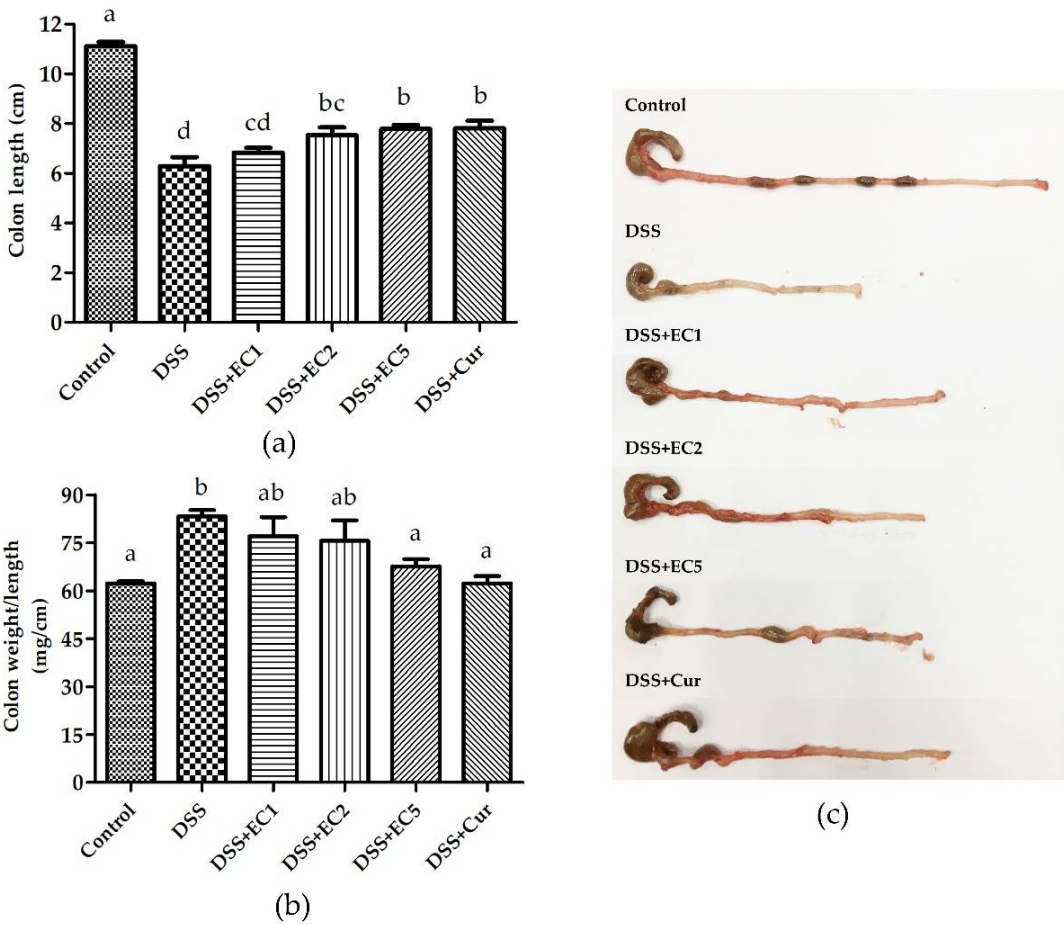 12
10
8
6
4
2
0
Colon length (cm)
a
d
cd
bc
b
b
Control
DSS
DSS+EC1
DSS+EC2
DSS+EC5
DSS+Cur
(a)
90
75
60
45
30
15
0
Colon weight/length
(mg/cm)
a
b
ab
ab
a
a
Control
DSS
DSS+EC1
DSS+EC2
DSS+EC5
DSS+Cur
(b)
Control
DSS
DSS+EC1
DSS+EC2
DSS+EC5
DSS+Cur
(c)